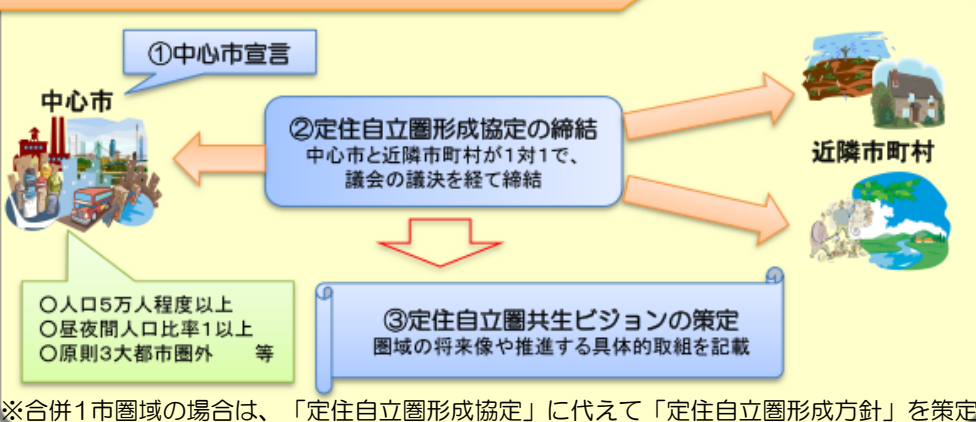 ①中心市宣言
中心市
②定住自立圏形成協定の締結
中心市と近隣市町村が1対1で、
議会の議決を経て締結
近隣市町村
○人口5万人程度以上
○昼夜間人口比率1以上
○原則3大都市圏外　等
③定住自立圏共生ビジョンの策定
圏域の将来像や推進する具体的取組を記載
※合併1市圏域の場合は、「定住自立圏形成協定」に代えて「定住自立圏形成方針」を策定